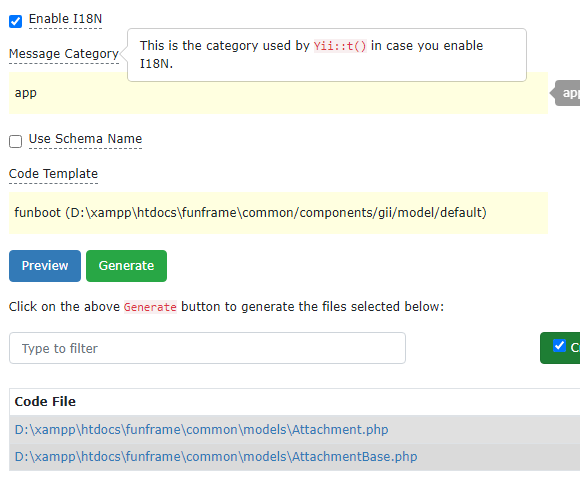 Enable I18N
Message Category
This is the category used by Yii::t() in case you enable
I18N.
app
app
Use Schema Name
Code Template
funboot (D:\xampp\htdocs\funframe\common/components/gii/model/default)
Preview
Generate
Click on the above Generate button to generate the files selected below:
Type to filter
C
Code File
D:\xampp\htdocs\funframe\common\models\Attachment.php
D:\xampp\htdocs\funframe\common\models\AttachmentBase.php